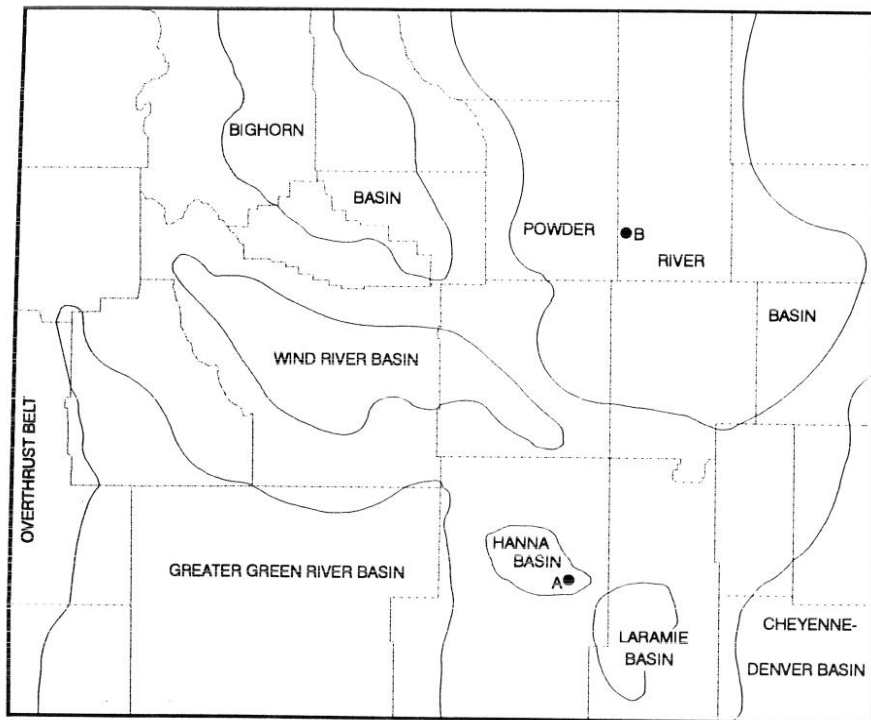 BIGHORN
BASIN
POWDER
B
RIVER
BASIN
WIND RIVER BASIN
OVERTHRUST BELT
HANNA
BASIN
A
GREATER GREEN RIVER BASIN
LARAMIE
BASIN
CHEYENNE-
DENVER BASIN